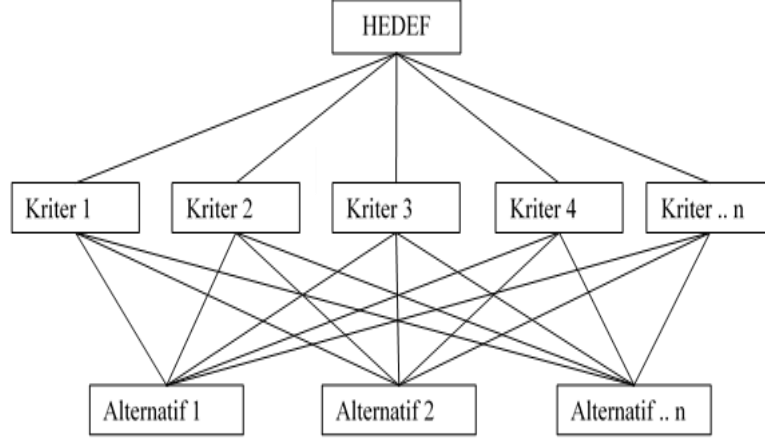 HEDEF
Kriter 1
Kriter 2
Kriter 3
Kriter 4
Kriter .. n
Alternatif 1
Alternatif 2
Alternatif .. n